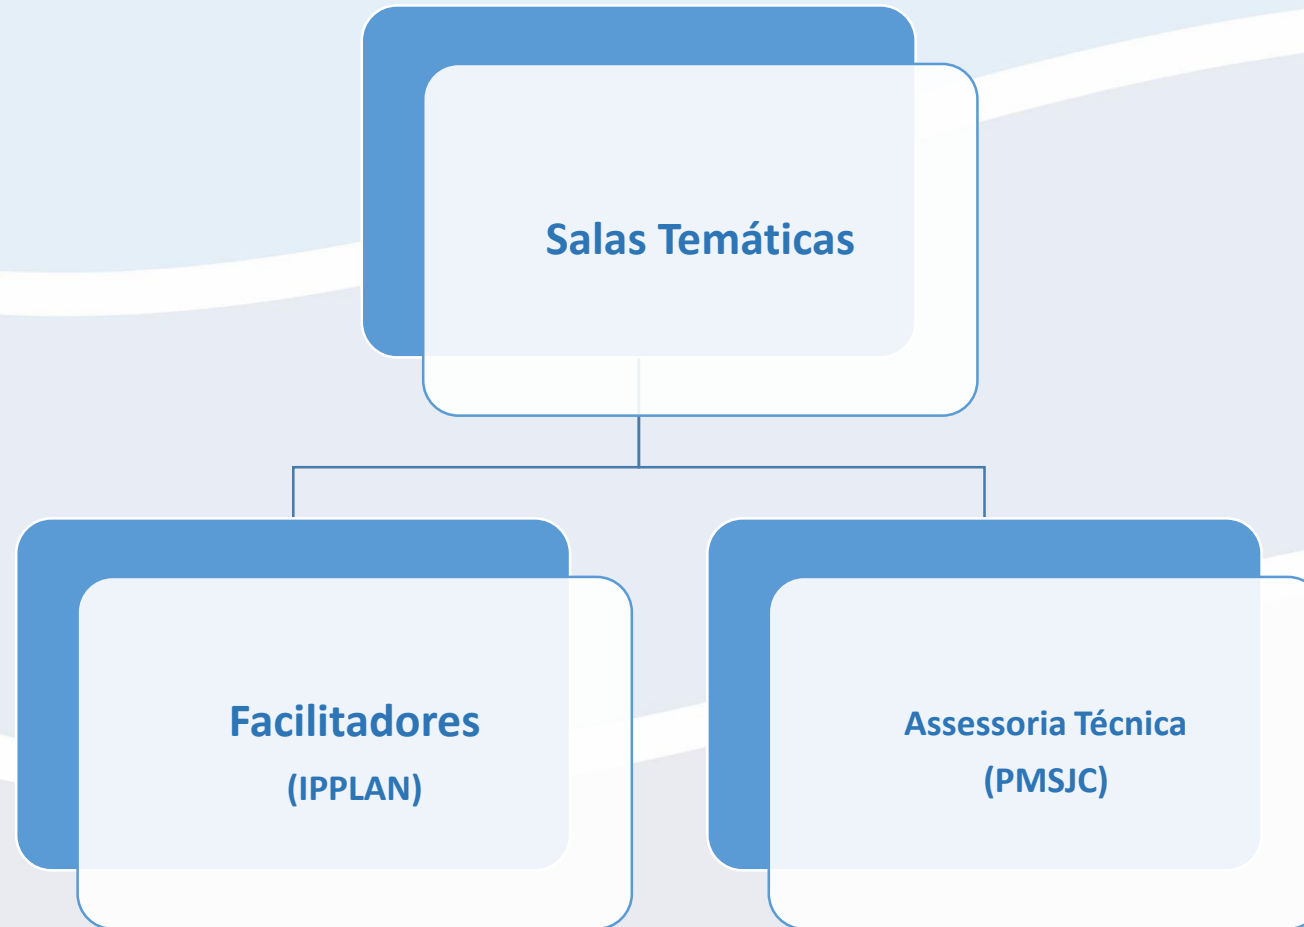 Salas Temáticas
Facilitadores
(IPPLAN)
Assessoria Técnica
(PMSJC)